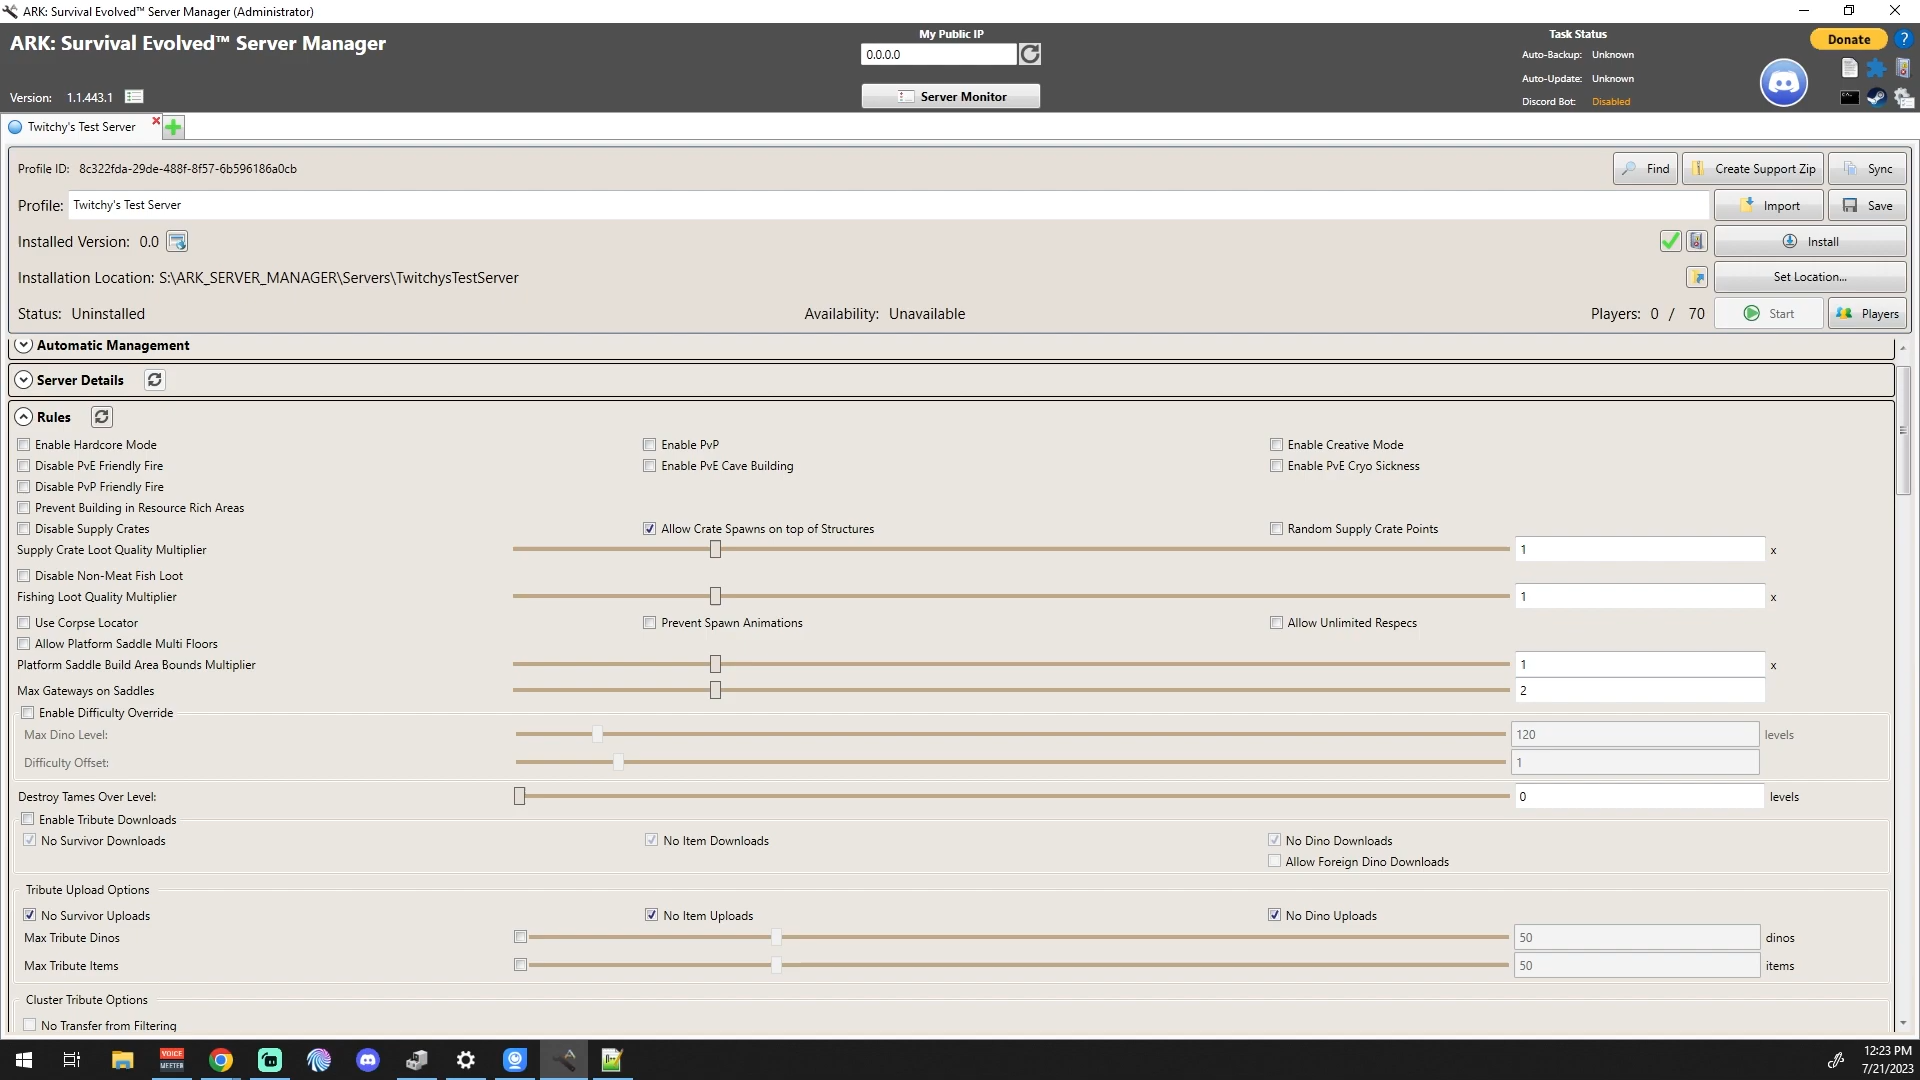 ARK: Survival Evolved™ Server Manager (Administrator)
ARK: Survival Evolved™ Server Manager
My Public IP
0.0.0.0
Server Monitor
Task Status
Auto-Backup: Unknown
Auto-Update: Unknown
Discord Bot: Disabled
Donate
?
Version: 1.1.443.1
Twitchy's Test Server
Profile ID: 8c322fda-29de-488f-8f57-6b596186a0cb
Find
Create Support Zip
Sync
Profile: Twitchy's Test Server
Import
Save
Installed Version: 0.0
Install
Installation Location: S:\ARK_SERVER_MANAGER\Servers\TwitchysTestServer
Set Location...
Status: Uninstalled
Availability: Unavailable
Players: 0 / 70
Start
Players
Automatic Management
Server Details
Rules
Enable Hardcore Mode
Enable PvP
Enable Creative Mode
Disable PvE Friendly Fire
Enable PvE Cave Building
Enable PvE Cryo Sickness
Disable PvP Friendly Fire
Prevent Building in Resource Rich Areas
Disable Supply Crates
Allow Crate Spawns on top of Structures
Random Supply Crate Points
Supply Crate Loot Quality Multiplier
1 x
Disable Non-Meat Fish Loot
Fishing Loot Quality Multiplier
1 x
Use Corpse Locator
Prevent Spawn Animations
Allow Unlimited Respecs
Allow Platform Saddle Multi Floors
Platform Saddle Build Area Bounds Multiplier
1 x
Max Gateways on Saddles
2
Enable Difficulty Override
Max Dino Level:
120 levels
Difficulty Offset:
1
Destroy Tames Over Level:
0 levels
Enable Tribute Downloads
No Survivor Downloads
No Item Downloads
No Dino Downloads
Allow Foreign Dino Downloads
Tribute Upload Options
No Survivor Uploads
No Item Uploads
No Dino Uploads
Max Tribute Dinos
50 dinos
Max Tribute Items
50 items
Cluster Tribute Options
No Transfer from Filtering
VOICE
MEETER
12:23 PM
7/21/2023